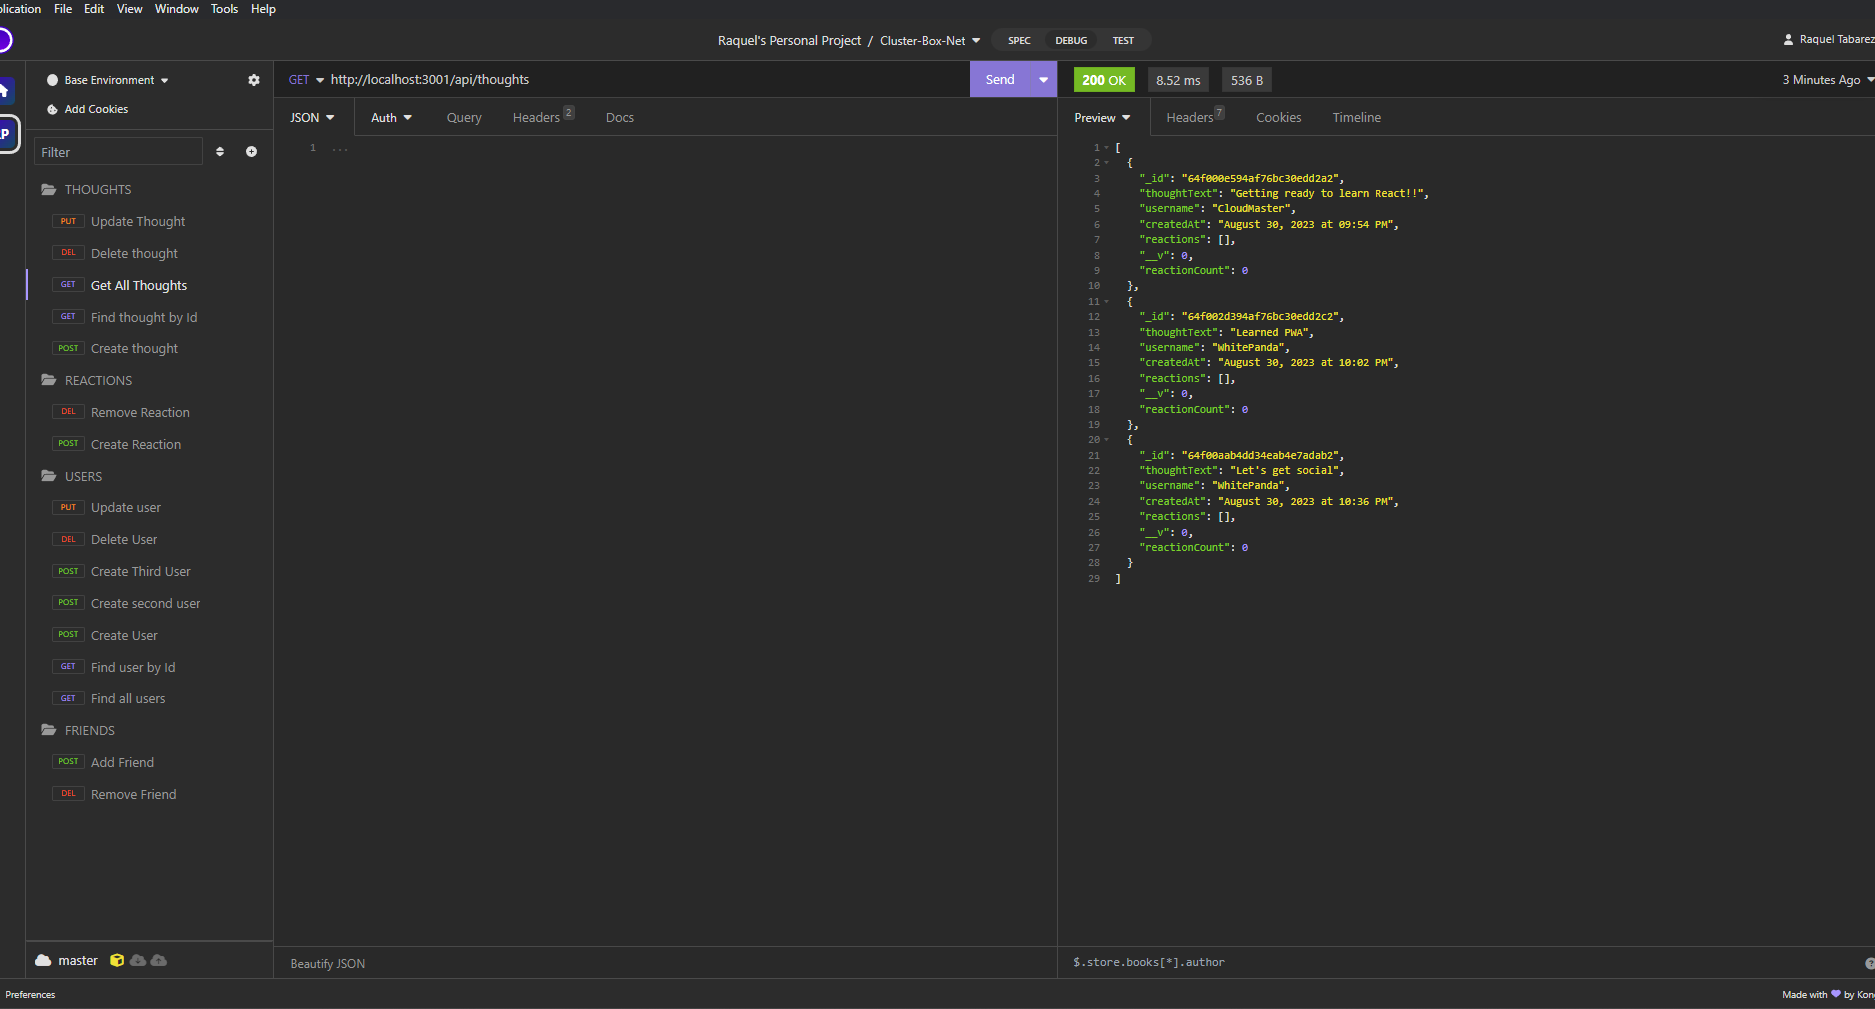 plication File Edit View Window Tools Help
Raquel's Personal Project / Cluster-Box-Net SPEC DEBUG TEST Raquel Tabarez
Base Environment
Add Cookies
P
Filter
THOUGHTS
PUT Update Thought
DEL Delete thought
GET Get All Thoughts
GET Find thought by Id
POST Create thought
REACTIONS
DEL Remove Reaction
POST Create Reaction
USERS
PUT Update user
DEL Delete User
POST Create Third User
POST Create second user
POST Create User
GET Find user by Id
GET Find all users
FRIENDS
POST Add Friend
DEL Remove Friend
master
Preferences
GET http://localhost:3001/api/thoughts Send
JSON Auth Query Headers 2 Docs
1 ...
Beautify JSON
200 OK 8.52 ms 536 B 3 Minutes Ago
Preview Headers 7 Cookies Timeline
1 [
2 {
3 "_id": "64f000e594af76bc30edd2a2",
4 "thoughtText": "Getting ready to learn React!!",
5 "username": "CloudMaster",
6 "createdAt": "August 30, 2023 at 09:54 PM",
7 "reactions": [],
8 "__v": 0,
9 "reactionCount": 0
10 },
11 {
12 "_id": "64f002d394af76bc30edd2c2",
13 "thoughtText": "Learned PWA",
14 "username": "WhitePanda",
15 "createdAt": "August 30, 2023 at 10:02 PM",
16 "reactions": [],
17 "__v": 0,
18 "reactionCount": 0
19 },
20 {
21 "_id": "64f00aab4dd34eab4e7adab2",
22 "thoughtText": "Let's get social",
23 "username": "WhitePanda",
24 "createdAt": "August 30, 2023 at 10:36 PM",
25 "reactions": [],
26 "__v": 0,
27 "reactionCount": 0
28 }
29 ]
$.store.books[*].author
?
Made with by Kon